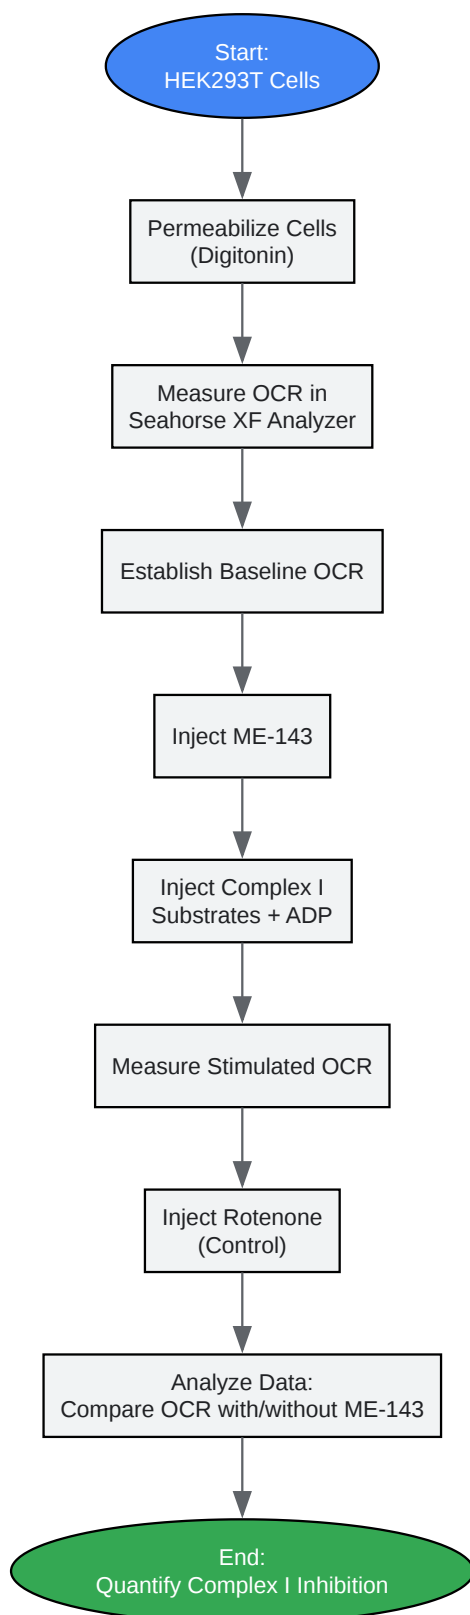 Start:
HEK293T Cells
Permeabilize Cells
(Digitonin)
Measure OCR in
Seahorse XF Analyzer
Establish Baseline OCR
Inject ME-143
Inject Complex I
Substrates + ADP
Measure Stimulated OCR
Inject Rotenone
(Control)
Analyze Data:
Compare OCR with/without ME-143
End:
Quantify Complex I Inhibition